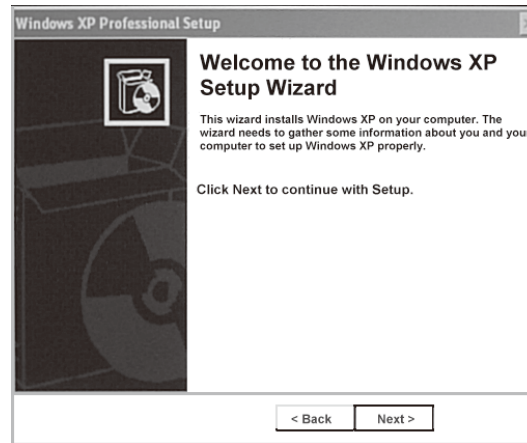 Windows XP Professional Setup
Welcome to the Windows XP
Setup Wizard
This wizard installs Windows XP on your computer. The
wizard needs to gather some information about you and your
computer to set up Windows XP properly.
Click Next to continue with Setup.
< Back Next >